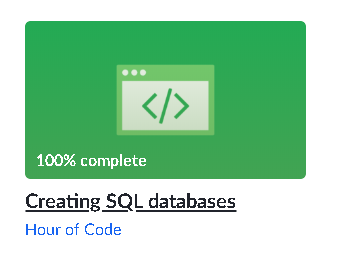 100% complete
Creating SQL databases
Hour of Code